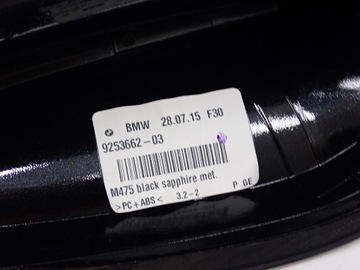 BMW 28.07.15 F30
9253662-03
M475 black sapphire met.
>PC+ABS< 3.2-2 P GE